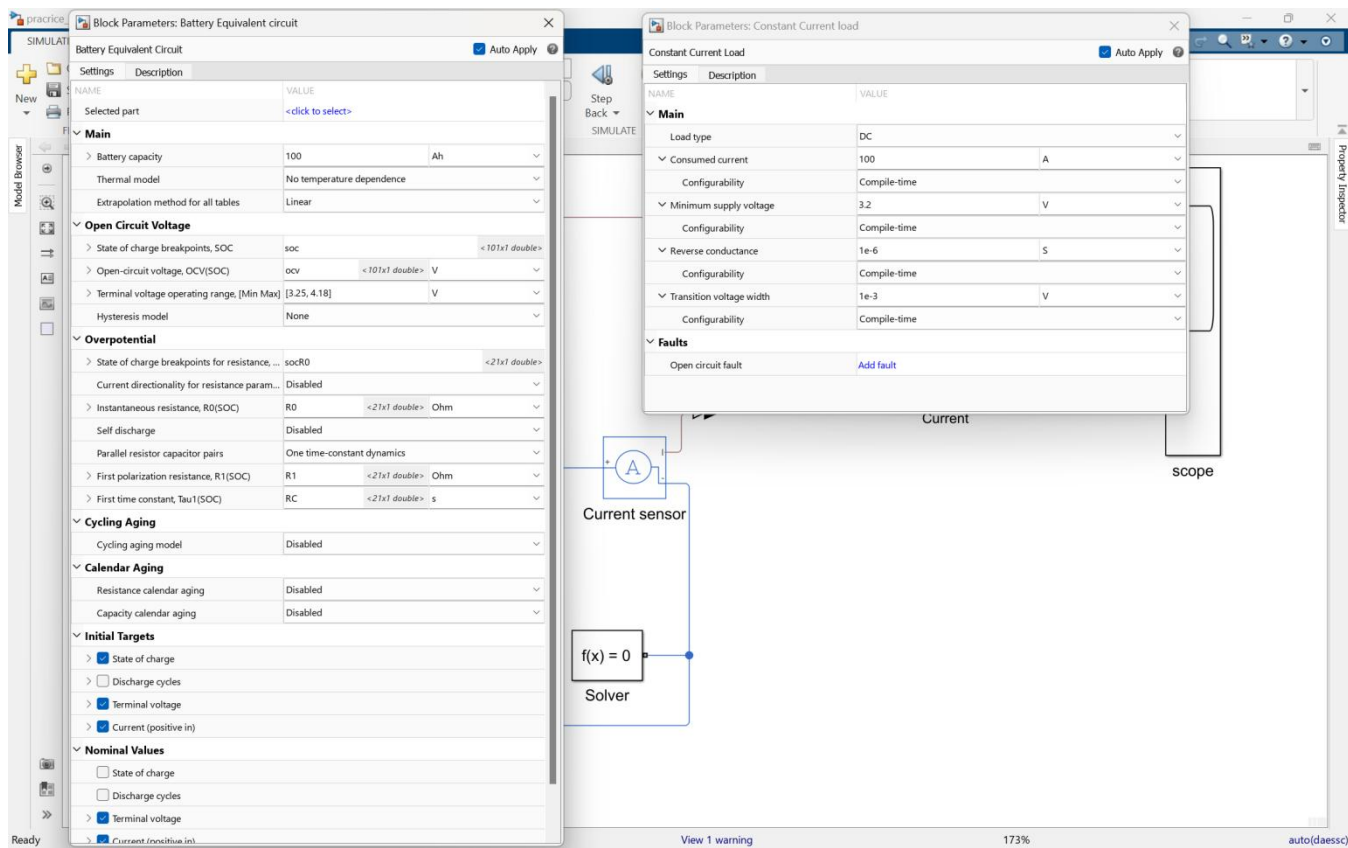 pracrice_
Block Parameters: Battery Equivalent circuit
Battery Equivalent Circuit
Auto Apply
Settings Description
NAME VALUE
Selected part <click to select>
Main
Battery capacity 100 Ah
Thermal model No temperature dependence
Extrapolation method for all tables Linear
Open Circuit Voltage
State of charge breakpoints, SOC soc <101x1 double>
Open-circuit voltage, OCV(SOC) ocv <101x1 double> V
Terminal voltage operating range, [Min Max] [3.25, 4.18] V
Hysteresis model None
Overpotential
State of charge breakpoints for resistance, ... socR0 <21x1 double>
Current directionality for resistance param... Disabled
Instantaneous resistance, R0(SOC) R0 <21x1 double> Ohm
Self discharge Disabled
Parallel resistor capacitor pairs One time-constant dynamics
First polarization resistance, R1(SOC) R1 <21x1 double> Ohm
First time constant, Tau1(SOC) RC <21x1 double> s
Cycling Aging
Cycling aging model Disabled
Calendar Aging
Resistance calendar aging Disabled
Capacity calendar aging Disabled
Initial Targets
State of charge
Discharge cycles
Terminal voltage
Current (positive in)
Nominal Values
State of charge
Discharge cycles
Terminal voltage
Current (positive in)
Block Parameters: Constant Current load
Constant Current Load
Auto Apply
Settings Description
NAME VALUE
Main
Load type DC
Consumed current 100 A
Configurability Compile-time
Minimum supply voltage 3.2 V
Configurability Compile-time
Reverse conductance 1e-6 S
Configurability Compile-time
Transition voltage width 1e-3 V
Configurability Compile-time
Faults
Open circuit fault Add fault
SIMULATI
New
Step
Back
SIMULATE
Model Browser
Property Inspector
Current
scope
A
Current sensor
f(x) = 0
Solver
Ready
View 1 warning
173%
auto(daessc)